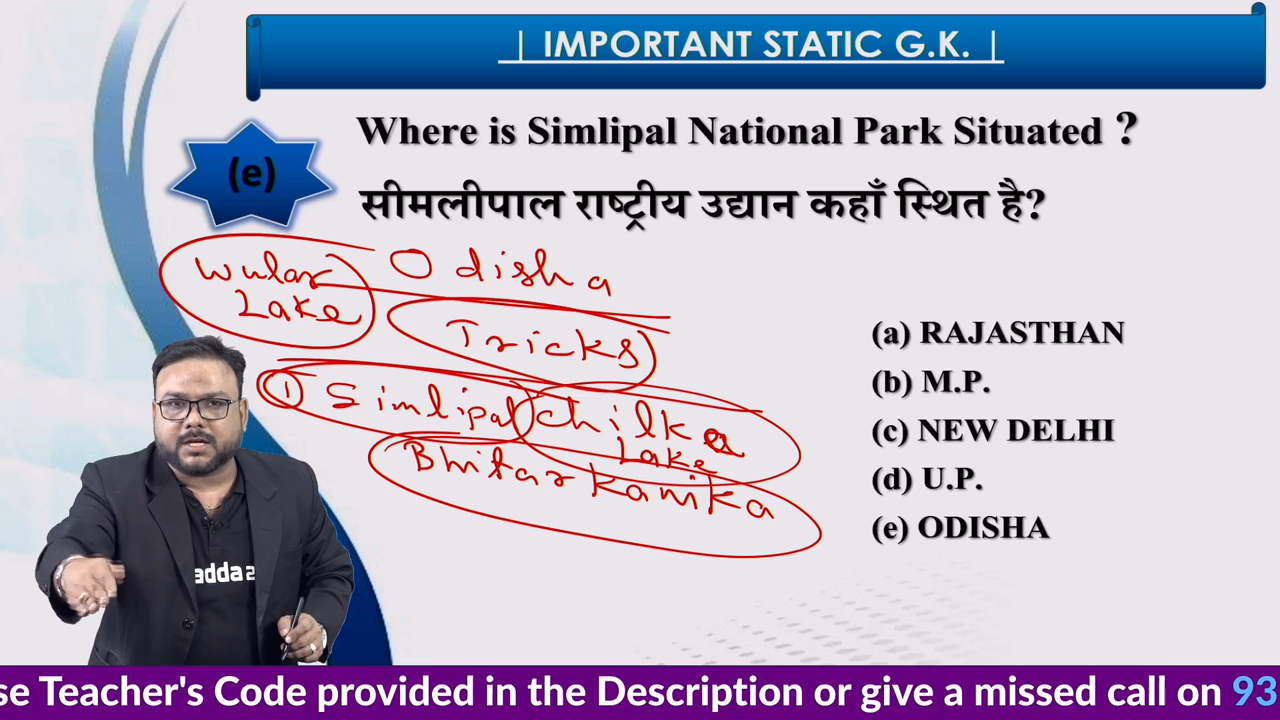 | IMPORTANT STATIC G.K. |
(e)
Where is Simlipal National Park Situated ?
सीमलीपाल राष्ट्रीय उद्यान कहाँ स्थित है?
Wular
Lake
Odisha
Tricks
① Simlipal
Chilka
Lake
Bhitarkanika
(a) RAJASTHAN
(b) M.P.
(c) NEW DELHI
(d) U.P.
(e) ODISHA
adda2
se Teacher's Code provided in the Description or give a missed call on 93